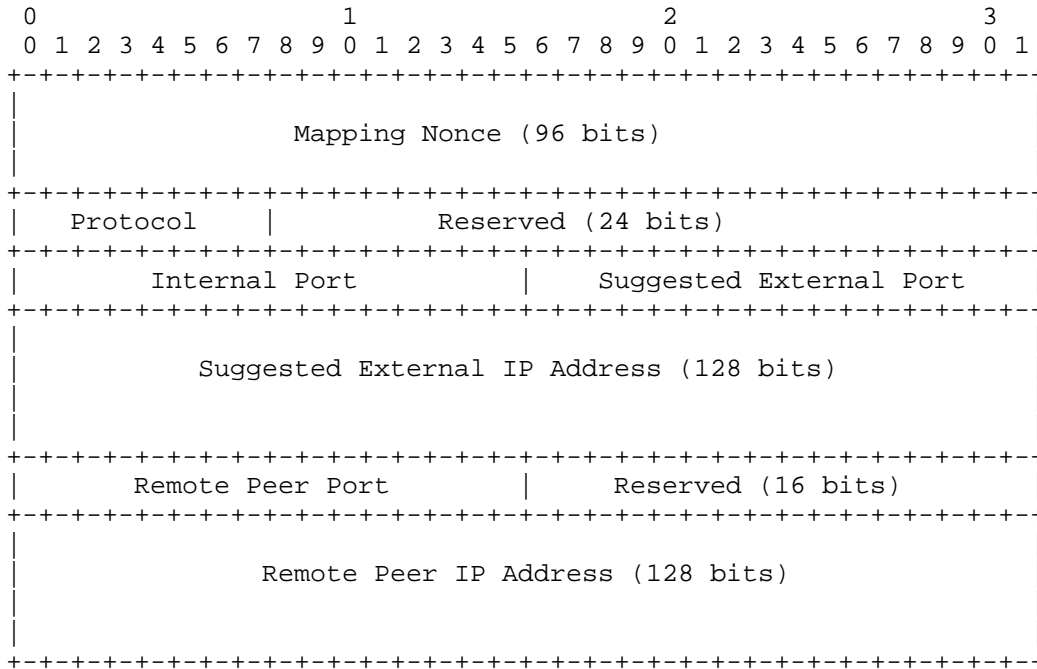 0                   1                   2                   3
0 1 2 3 4 5 6 7 8 9 0 1 2 3 4 5 6 7 8 9 0 1 2 3 4 5 6 7 8 9 0 1
Mapping Nonce (96 bits)
Protocol | Reserved (24 bits)
Internal Port | Suggested External Port
Suggested External IP Address (128 bits)
Remote Peer Port | Reserved (16 bits)
Remote Peer IP Address (128 bits)